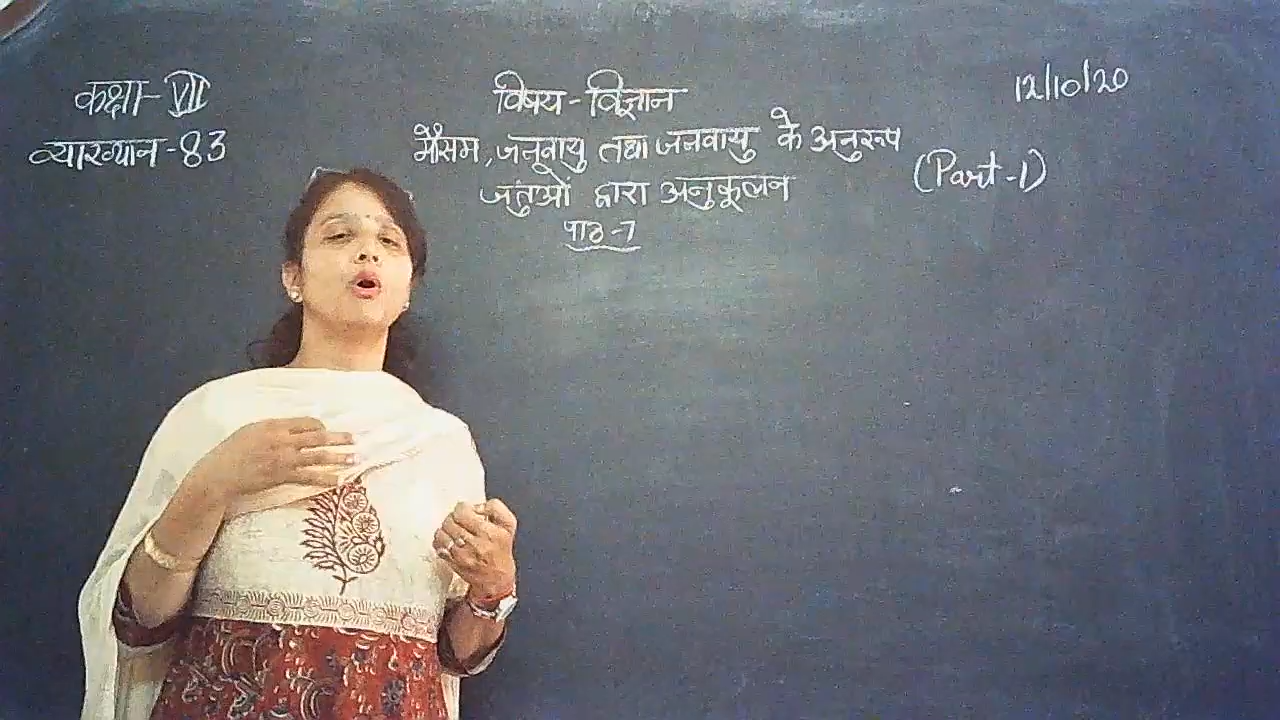 कक्षा-VII
व्याख्यान-83
विषय-विज्ञान
मौसम, जलवायु तथा जलवायु के अनुरूप
जंतुओं द्वारा अनुकूलन
पाठ-7
(Part-1)
12/10/20